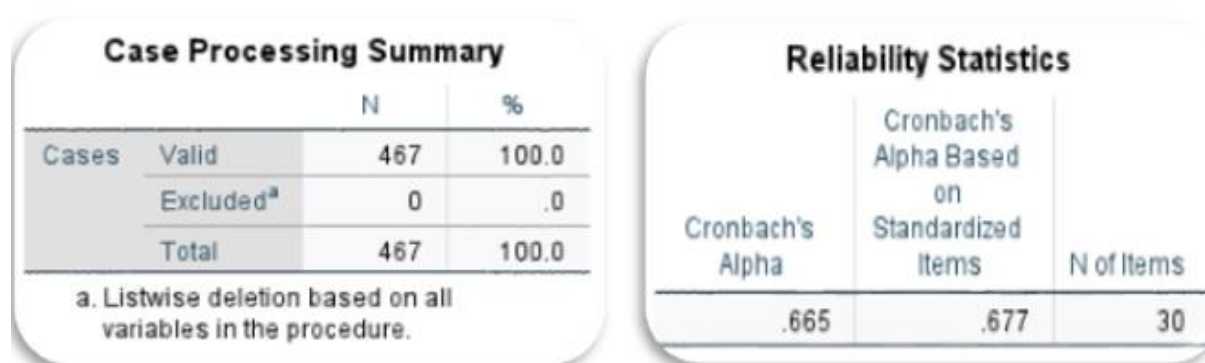 Case Processing Summary
N %
Cases Valid 467 100.0
Excludedᵃ 0 .0
Total 467 100.0
a. Listwise deletion based on all
variables in the procedure.
Reliability Statistics
Cronbach's
Alpha
Cronbach's
Alpha Based
on
Standardized
Items
N of Items
.665 .677 30